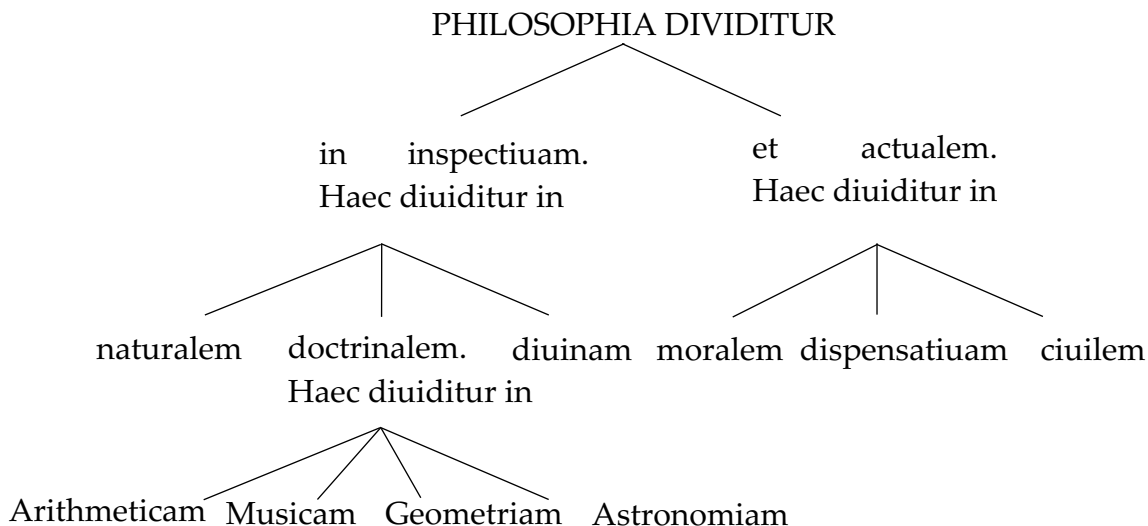 PHILOSOPHIA DIVIDITUR
in inspectiuam.
Haec diuiditur in
et actualem.
Haec diuiditur in
naturalem
doctrinalem.
Haec diuiditur in
diuinam
moralem
dispensatiuam
ciuilem
Arithmeticam
Musicam
Geometriam
Astronomiam